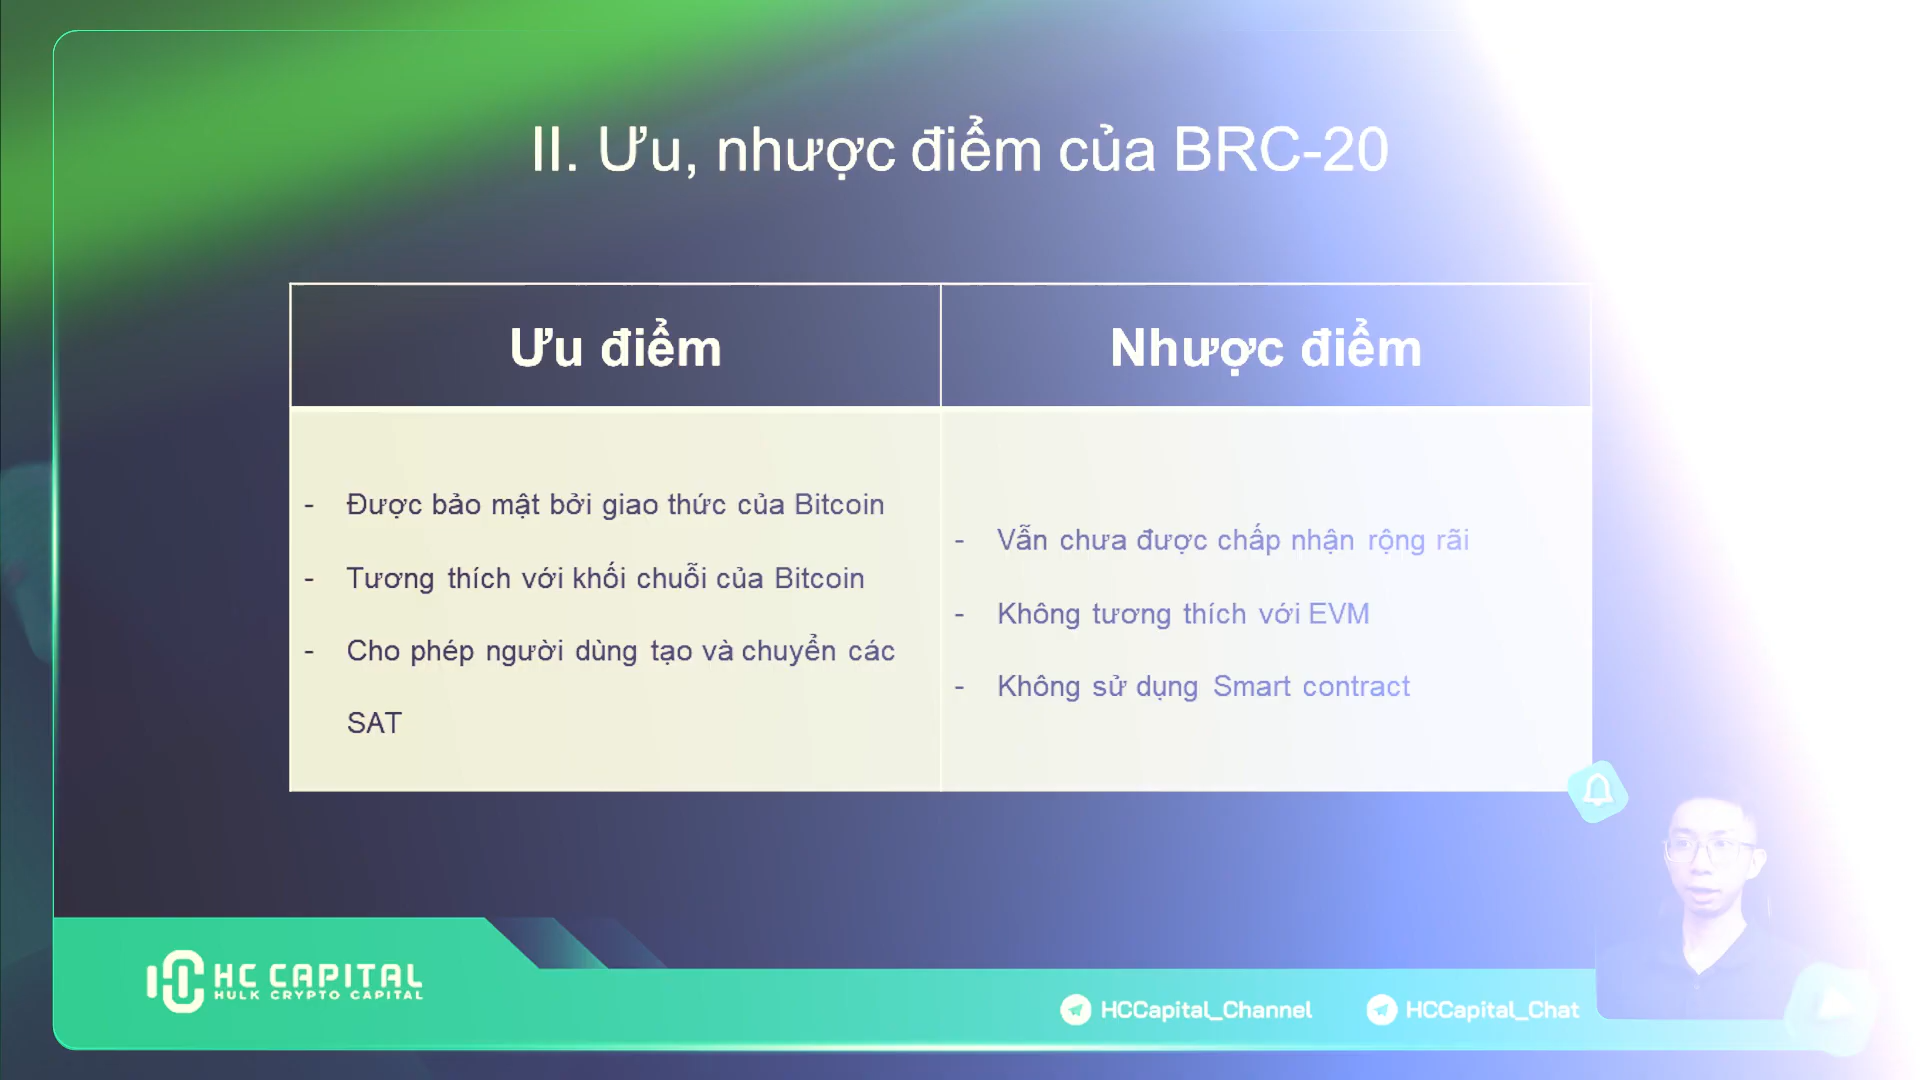 II. Ưu, nhược điểm của BRC-20
Ưu điểm
Nhược điểm
- Được bảo mật bởi giao thức của Bitcoin
- Tương thích với khối chuỗi của Bitcoin
- Cho phép người dùng tạo và chuyển các
SAT
- Vẫn chưa được chấp nhận rộng rãi
- Không tương thích với EVM
- Không sử dụng Smart contract
HC CAPITAL
HULK CRYPTO CAPITAL
HCCapital_Channel
HCCapital_Chat